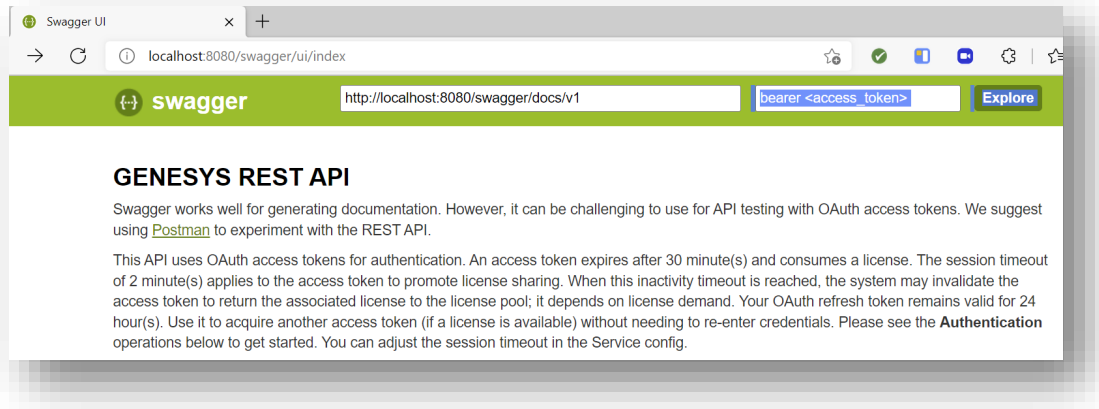 Swagger UI
localhost:8080/swagger/ui/index
swagger http://localhost:8080/swagger/docs/v1 bearer <access_token> Explore
GENESYS REST API
Swagger works well for generating documentation. However, it can be challenging to use for API testing with OAuth access tokens. We suggest
using Postman to experiment with the REST API.
This API uses OAuth access tokens for authentication. An access token expires after 30 minute(s) and consumes a license. The session timeout
of 2 minute(s) applies to the access token to promote license sharing. When this inactivity timeout is reached, the system may invalidate the
access token to return the associated license to the license pool; it depends on license demand. Your OAuth refresh token remains valid for 24
hour(s). Use it to acquire another access token (if a license is available) without needing to re-enter credentials. Please see the Authentication
operations below to get started. You can adjust the session timeout in the Service config.